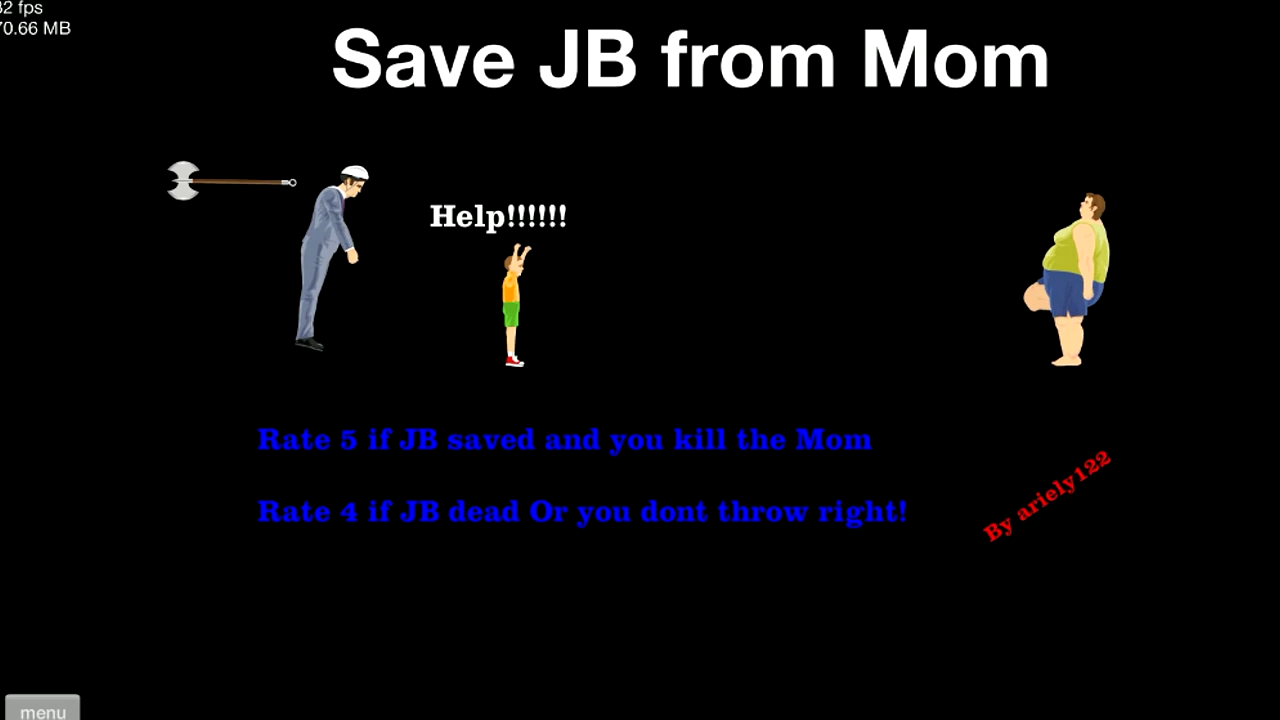 32 fps
70.66 MB
Save JB from Mom
Help!!!!!!
Rate 5 if JB saved and you kill the Mom
Rate 4 if JB dead Or you dont throw right!
By ariely122
menu